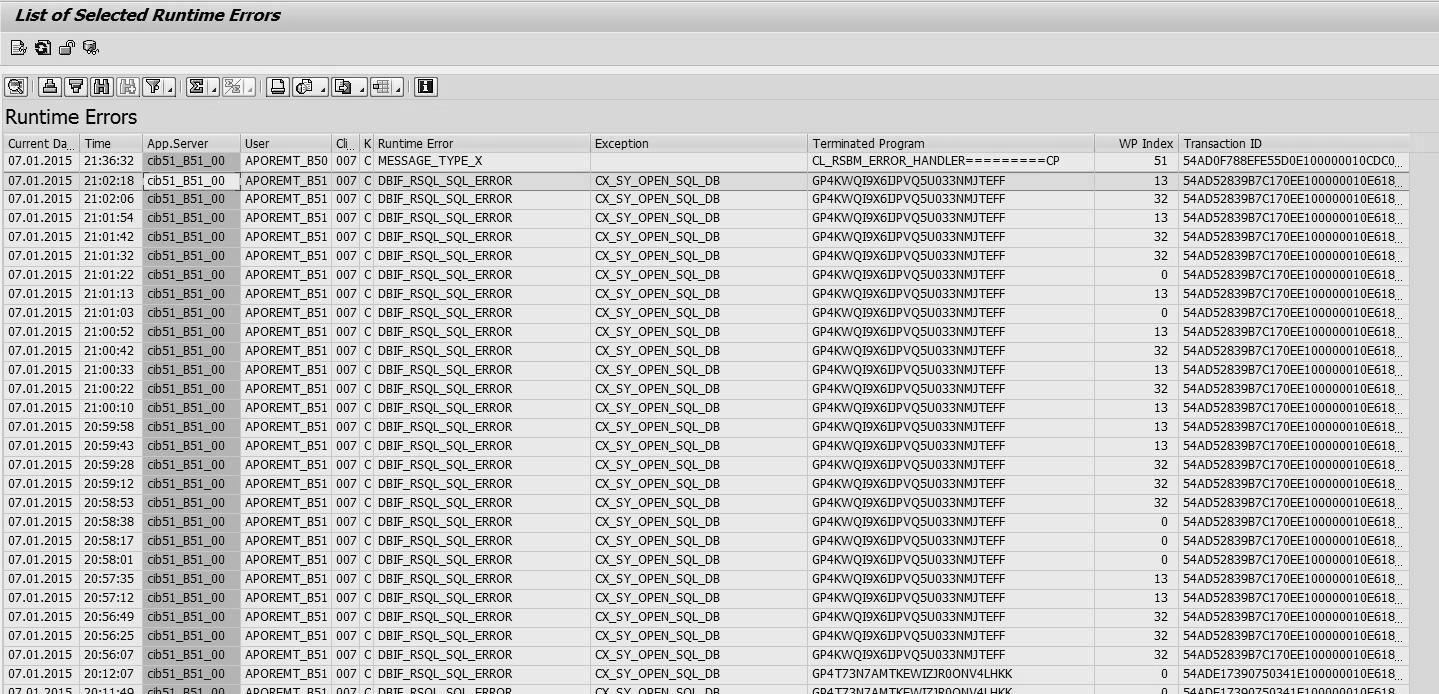 List of Selected Runtime Errors
Runtime Errors
Current Da... Time App.Server User Cli... K Runtime Error Exception Terminated Program WP Index Transaction ID
07.01.2015 21:36:32 cib51_B51_00 APOREMT_B50 007 C MESSAGE_TYPE_X CL_RSBM_ERROR_HANDLER=========CP 51 54AD0F788EFE55D0E100000010CDC0...
07.01.2015 21:02:18 cib51_B51_00 APOREMT_B51 007 C DBIF_RSQL_SQL_ERROR CX_SY_OPEN_SQL_DB GP4KWQI9X6IJPVQ5U033NMJTEFF 13 54AD52839B7C170EE100000010E618...
07.01.2015 21:02:06 cib51_B51_00 APOREMT_B51 007 C DBIF_RSQL_SQL_ERROR CX_SY_OPEN_SQL_DB GP4KWQI9X6IJPVQ5U033NMJTEFF 32 54AD52839B7C170EE100000010E618...
07.01.2015 21:01:54 cib51_B51_00 APOREMT_B51 007 C DBIF_RSQL_SQL_ERROR CX_SY_OPEN_SQL_DB GP4KWQI9X6IJPVQ5U033NMJTEFF 13 54AD52839B7C170EE100000010E618...
07.01.2015 21:01:42 cib51_B51_00 APOREMT_B51 007 C DBIF_RSQL_SQL_ERROR CX_SY_OPEN_SQL_DB GP4KWQI9X6IJPVQ5U033NMJTEFF 32 54AD52839B7C170EE100000010E618...
07.01.2015 21:01:32 cib51_B51_00 APOREMT_B51 007 C DBIF_RSQL_SQL_ERROR CX_SY_OPEN_SQL_DB GP4KWQI9X6IJPVQ5U033NMJTEFF 32 54AD52839B7C170EE100000010E618...
07.01.2015 21:01:22 cib51_B51_00 APOREMT_B51 007 C DBIF_RSQL_SQL_ERROR CX_SY_OPEN_SQL_DB GP4KWQI9X6IJPVQ5U033NMJTEFF 0 54AD52839B7C170EE100000010E618...
07.01.2015 21:01:13 cib51_B51_00 APOREMT_B51 007 C DBIF_RSQL_SQL_ERROR CX_SY_OPEN_SQL_DB GP4KWQI9X6IJPVQ5U033NMJTEFF 13 54AD52839B7C170EE100000010E618...
07.01.2015 21:01:03 cib51_B51_00 APOREMT_B51 007 C DBIF_RSQL_SQL_ERROR CX_SY_OPEN_SQL_DB GP4KWQI9X6IJPVQ5U033NMJTEFF 0 54AD52839B7C170EE100000010E618...
07.01.2015 21:00:52 cib51_B51_00 APOREMT_B51 007 C DBIF_RSQL_SQL_ERROR CX_SY_OPEN_SQL_DB GP4KWQI9X6IJPVQ5U033NMJTEFF 13 54AD52839B7C170EE100000010E618...
07.01.2015 21:00:42 cib51_B51_00 APOREMT_B51 007 C DBIF_RSQL_SQL_ERROR CX_SY_OPEN_SQL_DB GP4KWQI9X6IJPVQ5U033NMJTEFF 32 54AD52839B7C170EE100000010E618...
07.01.2015 21:00:33 cib51_B51_00 APOREMT_B51 007 C DBIF_RSQL_SQL_ERROR CX_SY_OPEN_SQL_DB GP4KWQI9X6IJPVQ5U033NMJTEFF 13 54AD52839B7C170EE100000010E618...
07.01.2015 21:00:22 cib51_B51_00 APOREMT_B51 007 C DBIF_RSQL_SQL_ERROR CX_SY_OPEN_SQL_DB GP4KWQI9X6IJPVQ5U033NMJTEFF 32 54AD52839B7C170EE100000010E618...
07.01.2015 21:00:10 cib51_B51_00 APOREMT_B51 007 C DBIF_RSQL_SQL_ERROR CX_SY_OPEN_SQL_DB GP4KWQI9X6IJPVQ5U033NMJTEFF 13 54AD52839B7C170EE100000010E618...
07.01.2015 20:59:58 cib51_B51_00 APOREMT_B51 007 C DBIF_RSQL_SQL_ERROR CX_SY_OPEN_SQL_DB GP4KWQI9X6IJPVQ5U033NMJTEFF 13 54AD52839B7C170EE100000010E618...
07.01.2015 20:59:43 cib51_B51_00 APOREMT_B51 007 C DBIF_RSQL_SQL_ERROR CX_SY_OPEN_SQL_DB GP4KWQI9X6IJPVQ5U033NMJTEFF 13 54AD52839B7C170EE100000010E618...
07.01.2015 20:59:28 cib51_B51_00 APOREMT_B51 007 C DBIF_RSQL_SQL_ERROR CX_SY_OPEN_SQL_DB GP4KWQI9X6IJPVQ5U033NMJTEFF 32 54AD52839B7C170EE100000010E618...
07.01.2015 20:59:12 cib51_B51_00 APOREMT_B51 007 C DBIF_RSQL_SQL_ERROR CX_SY_OPEN_SQL_DB GP4KWQI9X6IJPVQ5U033NMJTEFF 32 54AD52839B7C170EE100000010E618...
07.01.2015 20:58:53 cib51_B51_00 APOREMT_B51 007 C DBIF_RSQL_SQL_ERROR CX_SY_OPEN_SQL_DB GP4KWQI9X6IJPVQ5U033NMJTEFF 32 54AD52839B7C170EE100000010E618...
07.01.2015 20:58:38 cib51_B51_00 APOREMT_B51 007 C DBIF_RSQL_SQL_ERROR CX_SY_OPEN_SQL_DB GP4KWQI9X6IJPVQ5U033NMJTEFF 0 54AD52839B7C170EE100000010E618...
07.01.2015 20:58:17 cib51_B51_00 APOREMT_B51 007 C DBIF_RSQL_SQL_ERROR CX_SY_OPEN_SQL_DB GP4KWQI9X6IJPVQ5U033NMJTEFF 0 54AD52839B7C170EE100000010E618...
07.01.2015 20:58:01 cib51_B51_00 APOREMT_B51 007 C DBIF_RSQL_SQL_ERROR CX_SY_OPEN_SQL_DB GP4KWQI9X6IJPVQ5U033NMJTEFF 0 54AD52839B7C170EE100000010E618...
07.01.2015 20:57:35 cib51_B51_00 APOREMT_B51 007 C DBIF_RSQL_SQL_ERROR CX_SY_OPEN_SQL_DB GP4KWQI9X6IJPVQ5U033NMJTEFF 13 54AD52839B7C170EE100000010E618...
07.01.2015 20:57:12 cib51_B51_00 APOREMT_B51 007 C DBIF_RSQL_SQL_ERROR CX_SY_OPEN_SQL_DB GP4KWQI9X6IJPVQ5U033NMJTEFF 13 54AD52839B7C170EE100000010E618...
07.01.2015 20:56:49 cib51_B51_00 APOREMT_B51 007 C DBIF_RSQL_SQL_ERROR CX_SY_OPEN_SQL_DB GP4KWQI9X6IJPVQ5U033NMJTEFF 32 54AD52839B7C170EE100000010E618...
07.01.2015 20:56:25 cib51_B51_00 APOREMT_B51 007 C DBIF_RSQL_SQL_ERROR CX_SY_OPEN_SQL_DB GP4KWQI9X6IJPVQ5U033NMJTEFF 32 54AD52839B7C170EE100000010E618...
07.01.2015 20:56:07 cib51_B51_00 APOREMT_B51 007 C DBIF_RSQL_SQL_ERROR CX_SY_OPEN_SQL_DB GP4KWQI9X6IJPVQ5U033NMJTEFF 32 54AD52839B7C170EE100000010E618...
07.01.2015 20:12:07 cib51_B51_00 APOREMT_B51 007 C DBIF_RSQL_SQL_ERROR CX_SY_OPEN_SQL_DB GP4T73N7AMTKEWIZJR0ONV4LHKK 0 54ADE17390750341E100000010E618...
07.01.2015 20:11:49 cib51_B51_00 APOREMT_B51 007 C DBIF_RSQL_SQL_ERROR CX_SY_OPEN_SQL_DB GP4T73N7AMTKEWIZJR0ONV4LHKK 0 54ADE17390750341E100000010E618...